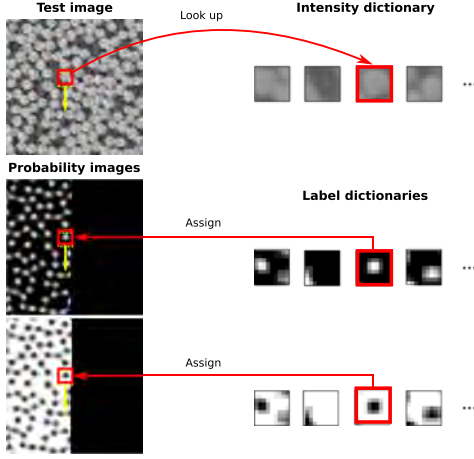 Test image
Look up
Intensity dictionary
...
Probability images
Label dictionaries
Assign
...
Assign
...